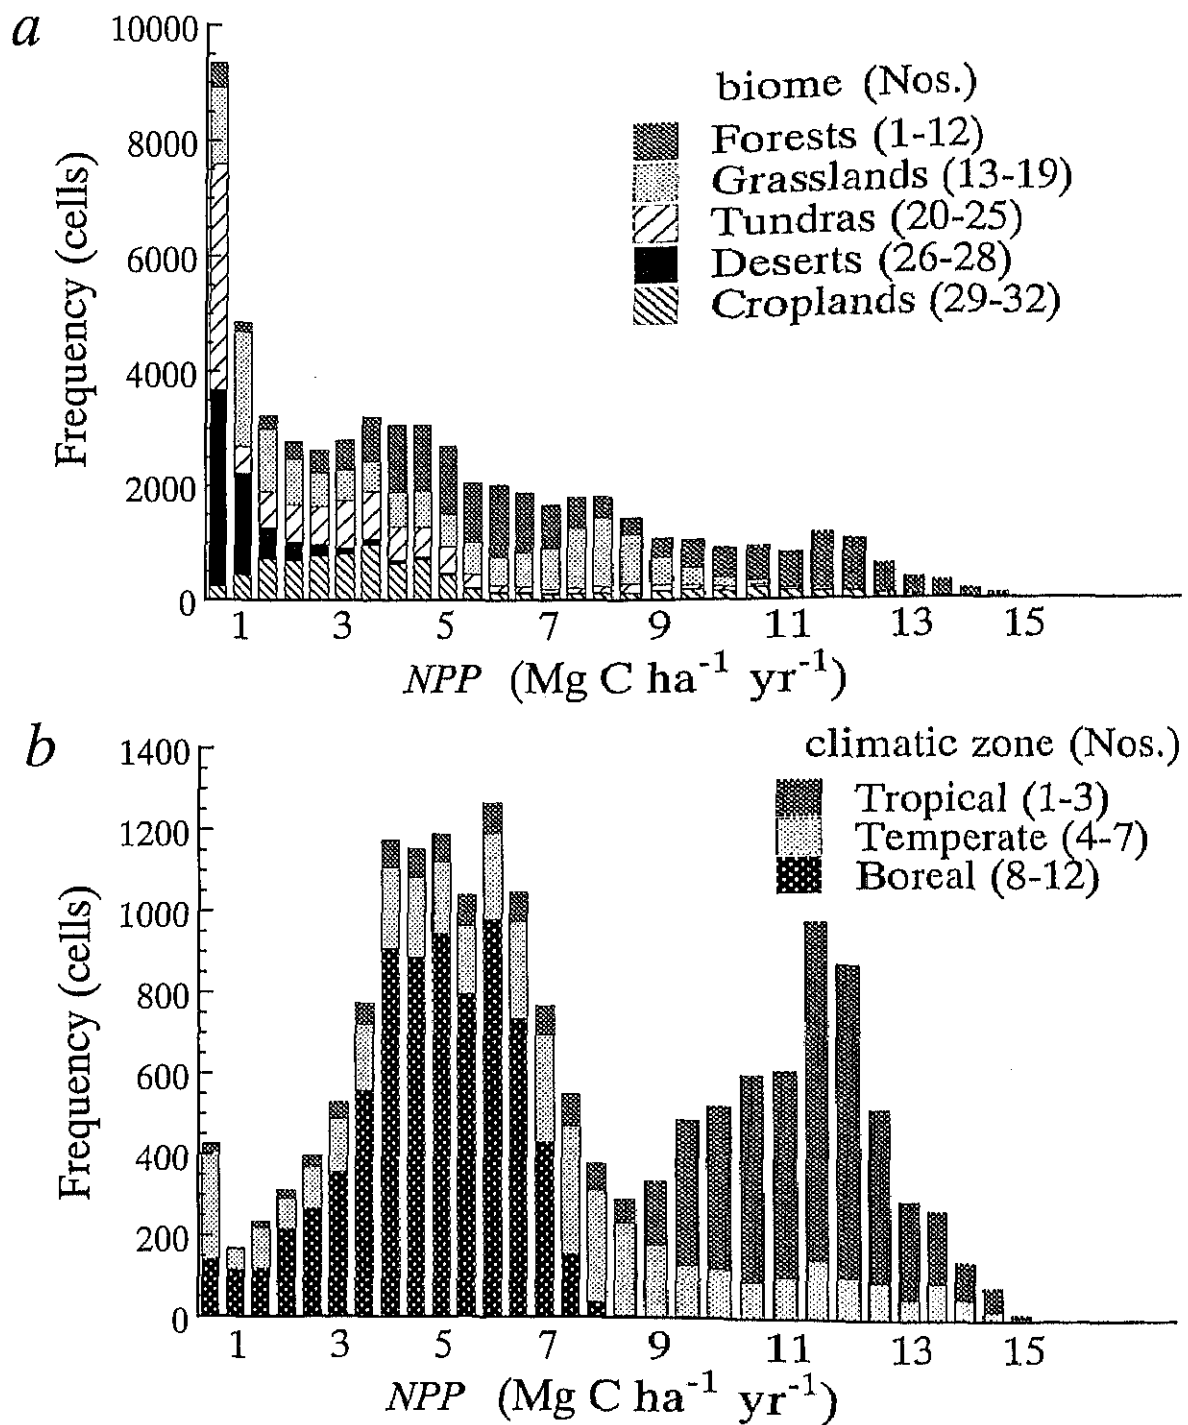 a
10000
8000
6000
4000
2000
0
Frequency (cells)
biome (Nos.)
Forests (1-12)
Grasslands (13-19)
Tundras (20-25)
Deserts (26-28)
Croplands (29-32)
1 3 5 7 9 11 13 15
NPP (Mg C ha⁻¹ yr⁻¹)
b
1400
1200
1000
800
600
400
200
0
Frequency (cells)
climatic zone (Nos.)
Tropical (1-3)
Temperate (4-7)
Boreal (8-12)
1 3 5 7 9 11 13 15
NPP (Mg C ha⁻¹ yr⁻¹)